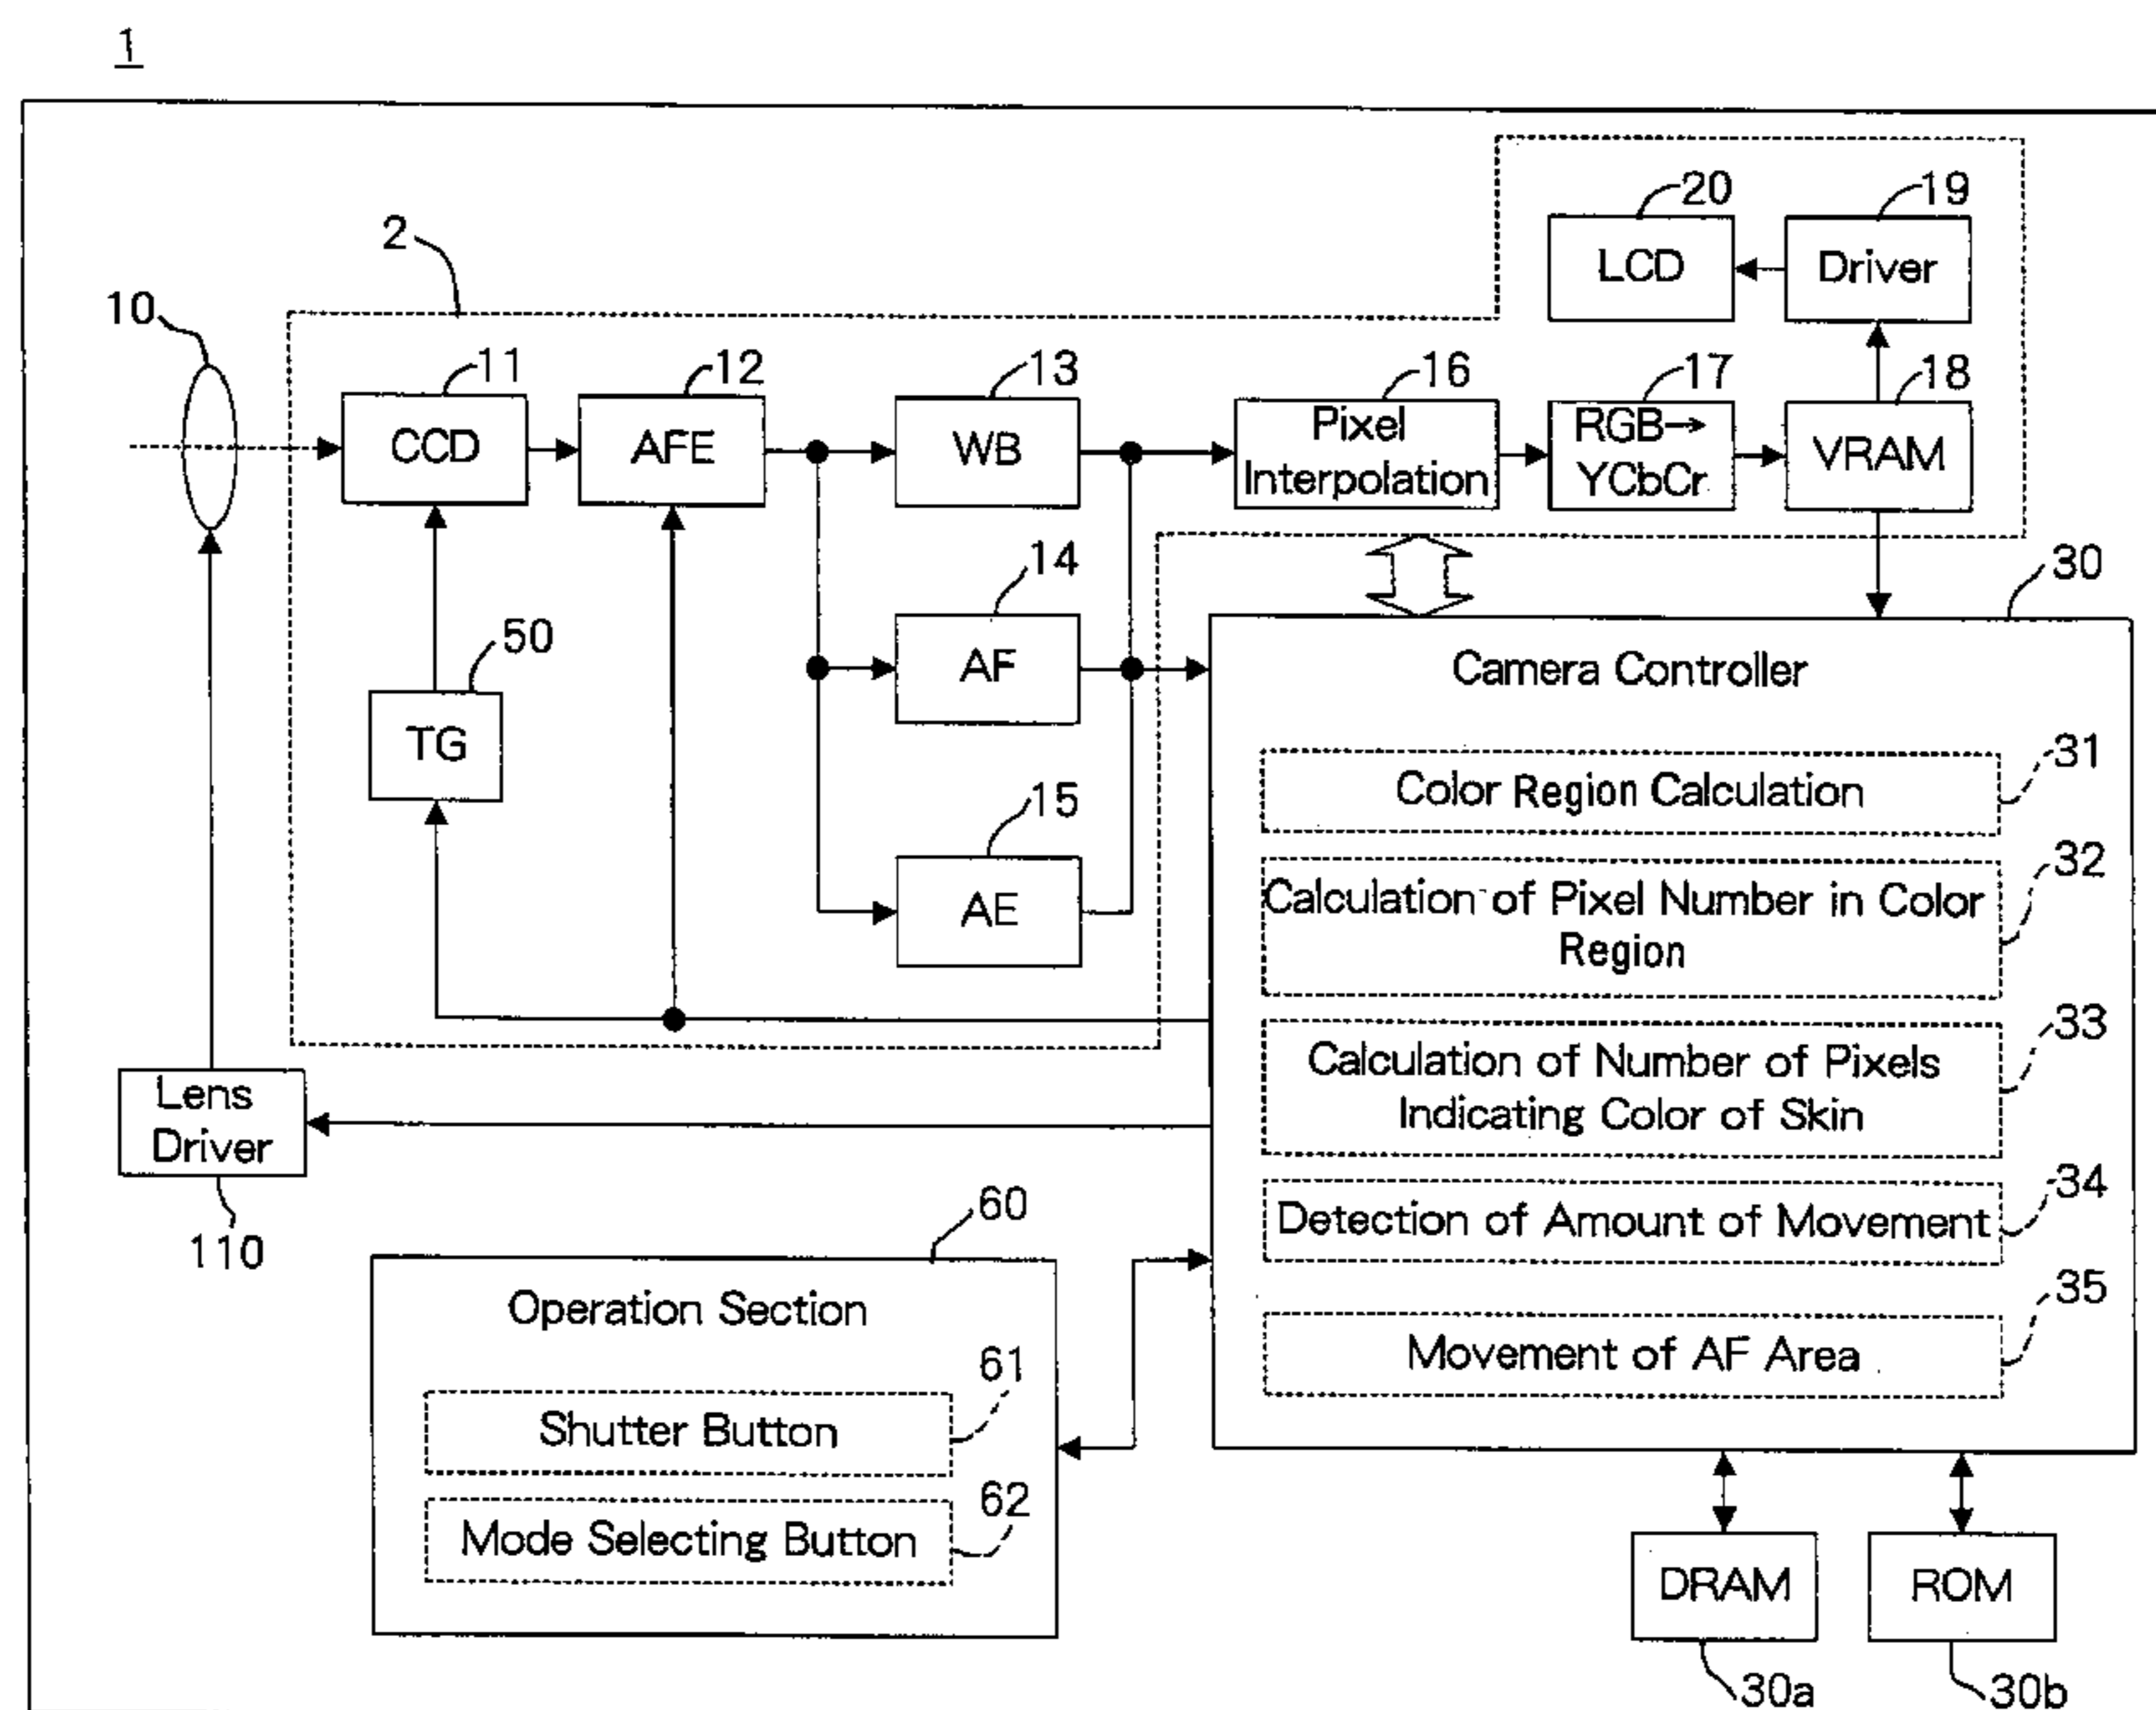 1
20
19
2
LCD
Driver
10
11
12
13
16
17
18
CCD
AFE
WB
Pixel
Interpolation
RGB→
YCbCr
VRAM
14
30
50
AF
Camera Controller
TG
31
Color Region Calculation
15
32
AE
Calculation of Pixel Number in Color
Region
33
Calculation of Number of Pixels
Indicating Color of Skin
Lens
Driver
34
Detection of Amount of Movement
110
60
35
Operation Section
Movement of AF Area
61
Shutter Button
62
Mode Selecting Button
DRAM
ROM
30a
30b